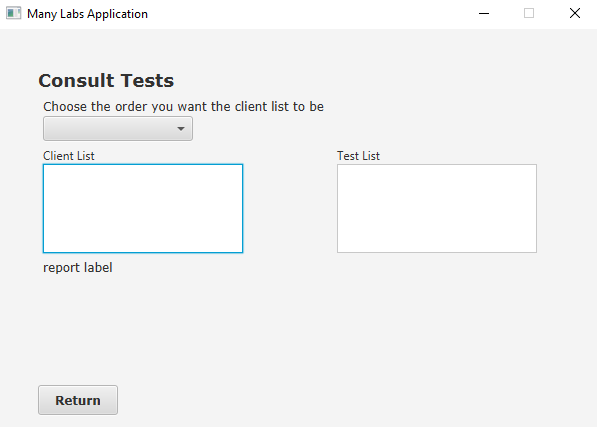 Many Labs Application
Consult Tests
Choose the order you want the client list to be
Client List
Test List
report label
Return